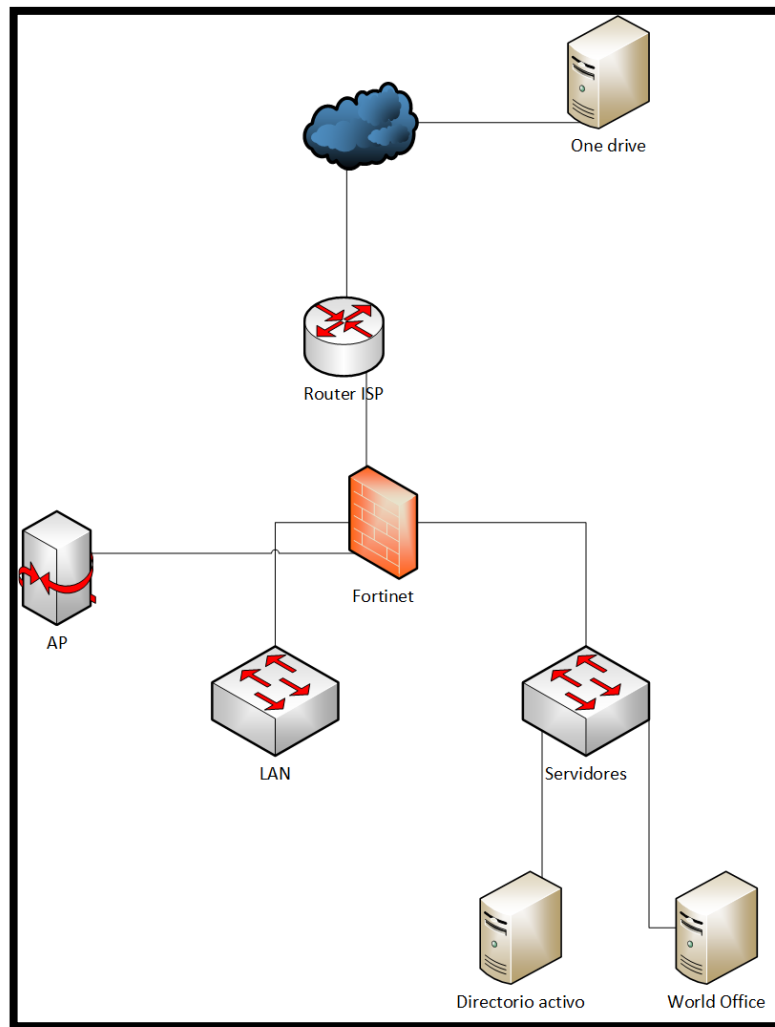 One drive
Router ISP
Fortinet
AP
LAN
Servidores
Directorio activo
World Office